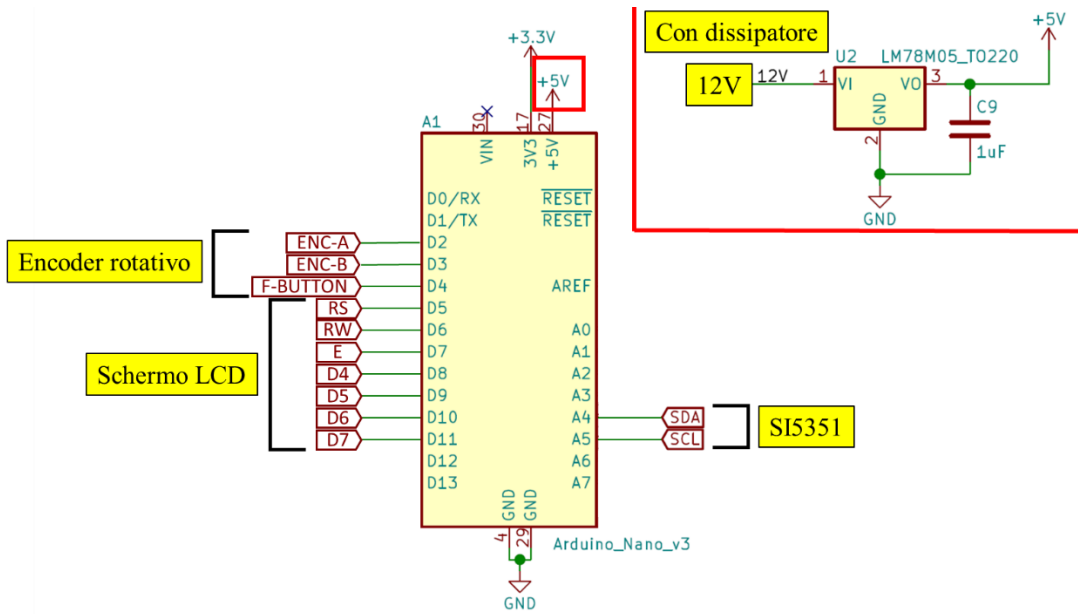 Con dissipatore
+5V
U2 LM78M05_TO220
12V
12V
1
VI
VO
3
GND
2
C9
1uF
GND
+3.3V
+5V
A1
30
17
27
VIN
3V3
+5V
D0/RX
RESET
D1/TX
RESET
Encoder rotativo
ENC-A
D2
ENC-B
D3
F-BUTTON
D4
AREF
Schermo LCD
RS
D5
RW
D6
A0
E
D7
A1
D4
D8
A2
D5
D9
A3
D6
D10
A4
SDA
D7
D11
A5
SCL
SI5351
D12
A6
D13
A7
GND
GND
4
29
Arduino_Nano_v3
GND